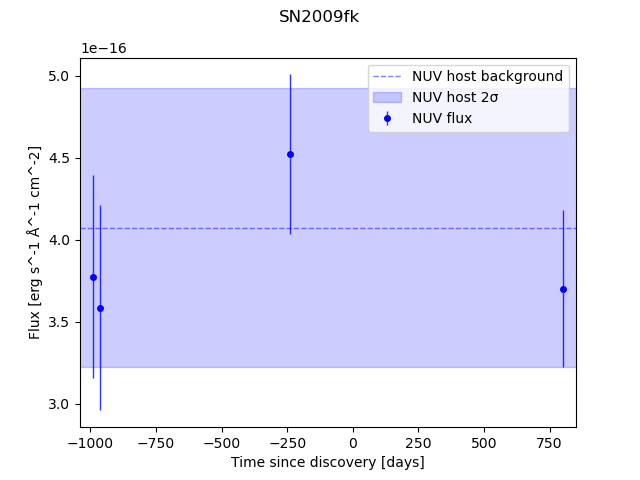 SN2009fk
1e−16
5.0
4.5
4.0
3.5
3.0
Flux [erg s^-1 Å^-1 cm^-2]
NUV host background
NUV host 2σ
NUV flux
−1000 −750 −500 −250 0 250 500 750
Time since discovery [days]